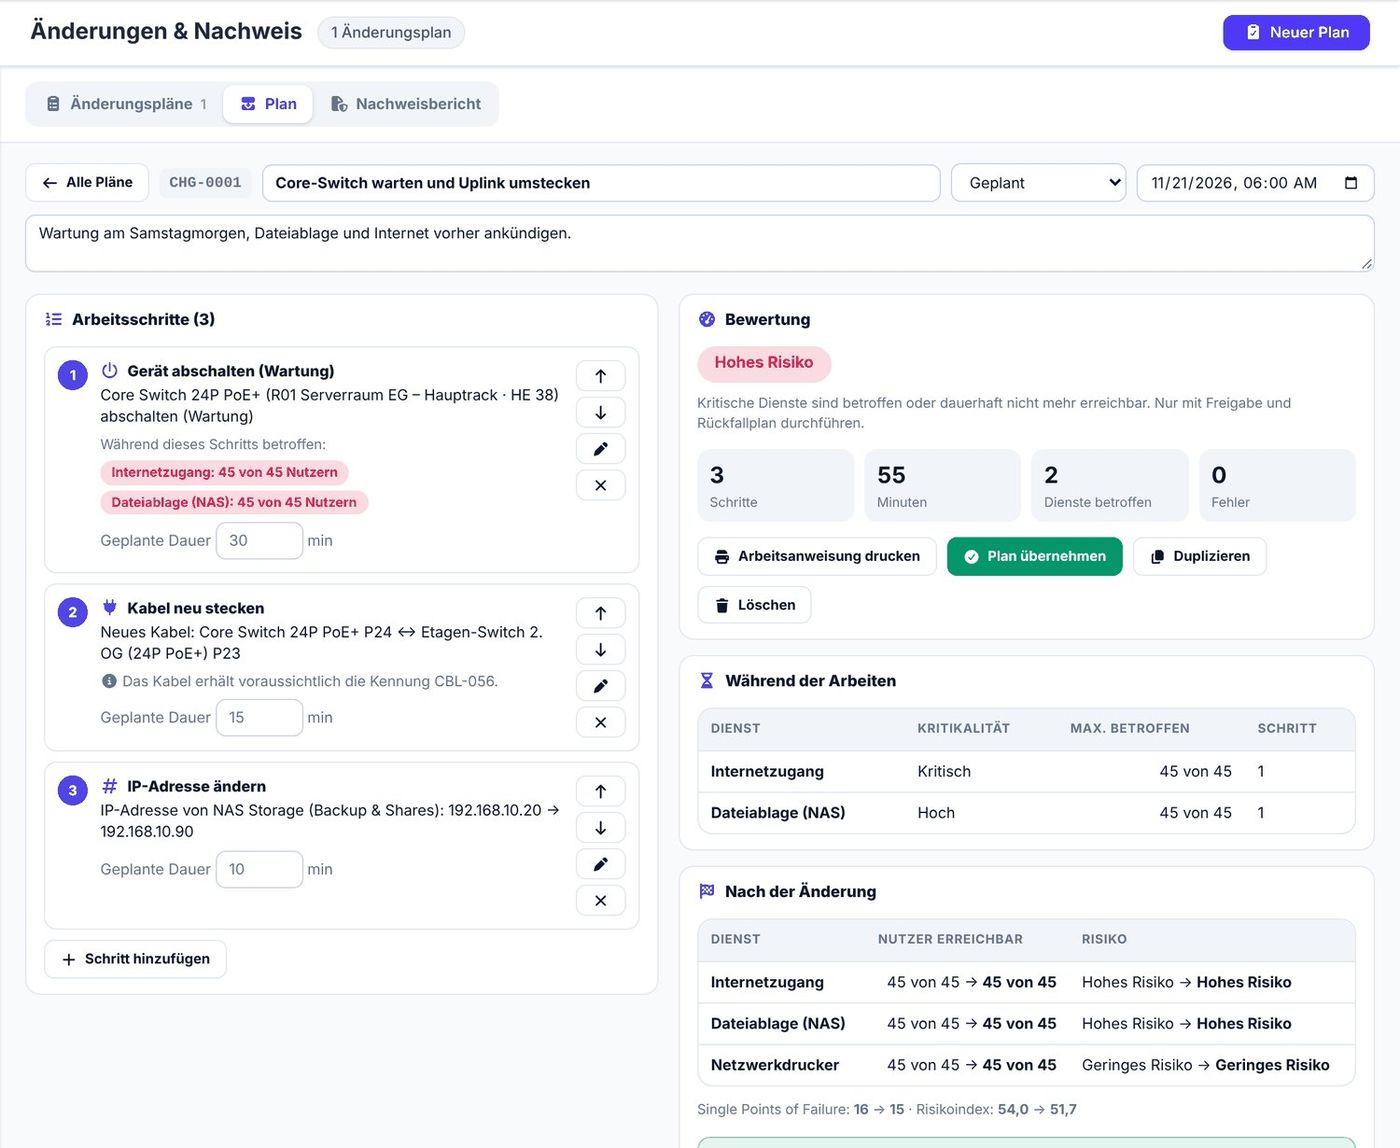 Änderungen & Nachweis
1 Änderungsplan
Neuer Plan
Änderungspläne 1
Plan
Nachweisbericht
Alle Pläne
CHG-0001
Core-Switch warten und Uplink umstecken
Geplant
11/21/2026, 06:00 AM
Wartung am Samstagmorgen, Dateiablage und Internet vorher ankündigen.
Arbeitsschritte (3)
1
Gerät abschalten (Wartung)
Core Switch 24P PoE+ (R01 Serverraum EG – Hauptrack · HE 38)
abschalten (Wartung)
Während dieses Schritts betroffen:
Internetzugang: 45 von 45 Nutzern
Dateiablage (NAS): 45 von 45 Nutzern
Geplante Dauer 30 min
2
Kabel neu stecken
Neues Kabel: Core Switch 24P PoE+ P24 ↔ Etagen-Switch 2.
OG (24P PoE+) P23
Das Kabel erhält voraussichtlich die Kennung CBL-056.
Geplante Dauer 15 min
3
IP-Adresse ändern
IP-Adresse von NAS Storage (Backup & Shares): 192.168.10.20 →
192.168.10.90
Geplante Dauer 10 min
Schritt hinzufügen
Bewertung
Hohes Risiko
Kritische Dienste sind betroffen oder dauerhaft nicht mehr erreichbar. Nur mit Freigabe und
Rückfallplan durchführen.
3
Schritte
55
Minuten
2
Dienste betroffen
0
Fehler
Arbeitsanweisung drucken
Plan übernehmen
Duplizieren
Löschen
Während der Arbeiten
DIENST KRITIKALITÄT MAX. BETROFFEN SCHRITT
Internetzugang Kritisch 45 von 45 1
Dateiablage (NAS) Hoch 45 von 45 1
Nach der Änderung
DIENST NUTZER ERREICHBAR RISIKO
Internetzugang 45 von 45 → 45 von 45 Hohes Risiko → Hohes Risiko
Dateiablage (NAS) 45 von 45 → 45 von 45 Hohes Risiko → Hohes Risiko
Netzwerkdrucker 45 von 45 → 45 von 45 Geringes Risiko → Geringes Risiko
Single Points of Failure: 16 → 15 · Risikoindex: 54,0 → 51,7